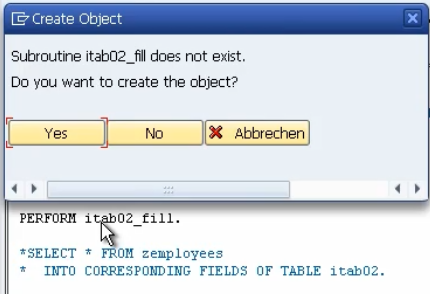 Create Object
Subroutine itab02_fill does not exist.
Do you want to create the object?
Yes
No
Abbrechen
PERFORM itab02_fill.
*SELECT * FROM zemployees
*  INTO CORRESPONDING FIELDS OF TABLE itab02.